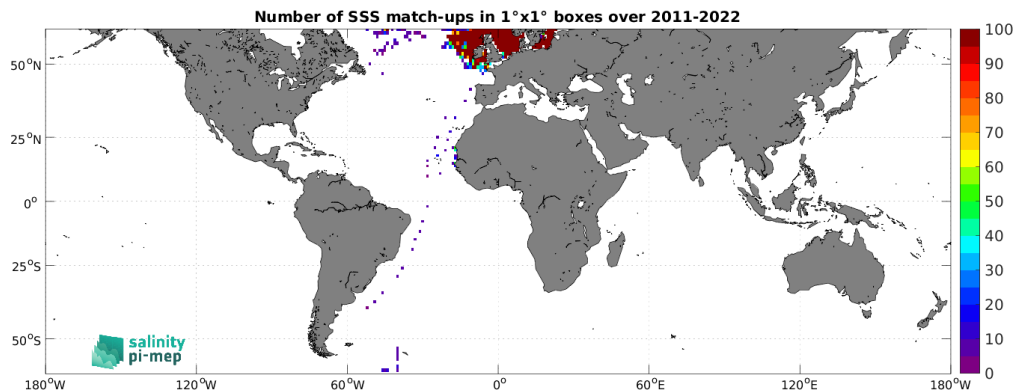 Number of SSS match-ups in 1°x1° boxes over 2011-2022
50°N
25°N
0°
25°S
50°S
180°W
120°W
60°W
0°
60°E
120°E
180°W
100
90
80
70
60
50
40
30
20
10
0
salinity
pi-mep